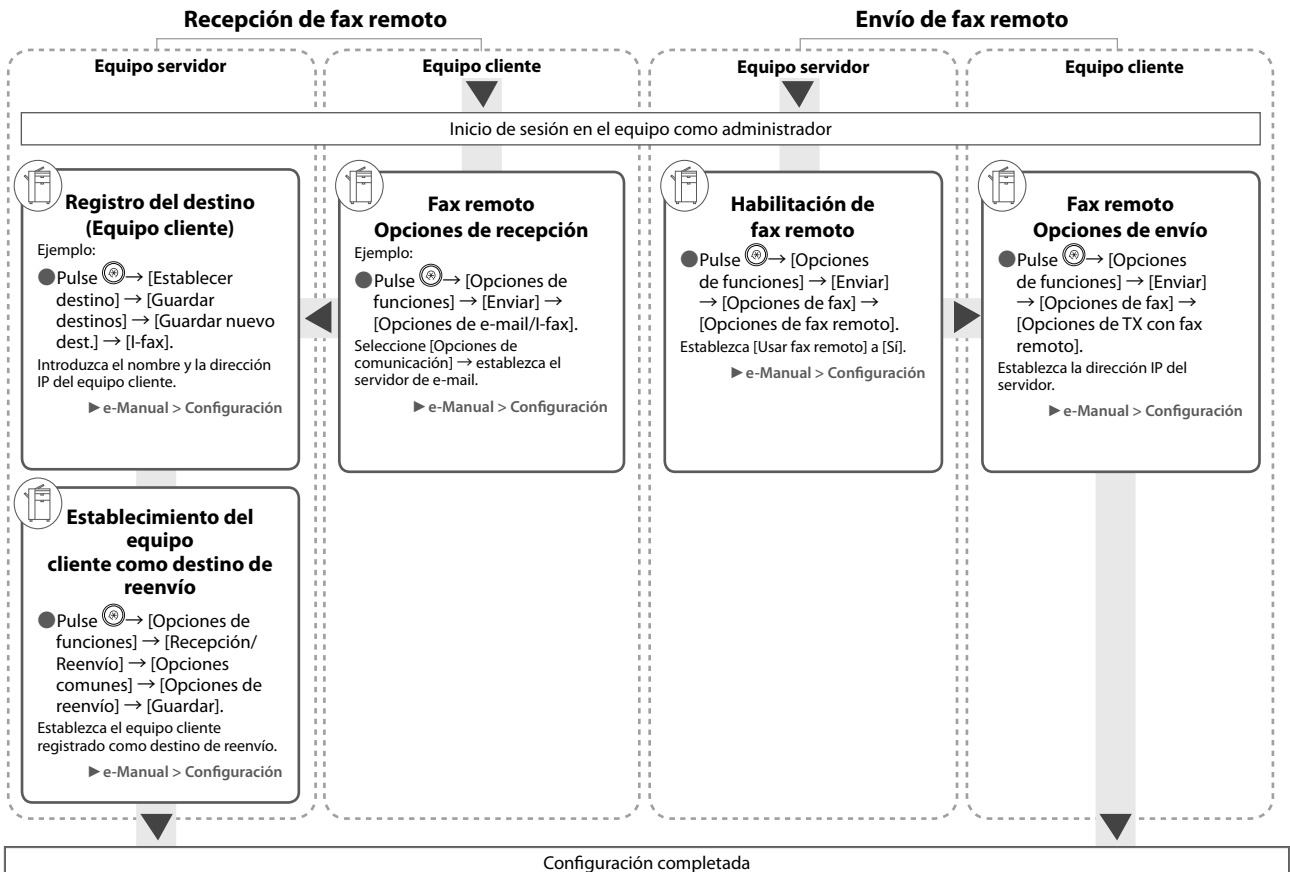 Recepción de fax remoto
Envío de fax remoto
Equipo servidor
Equipo cliente
Equipo servidor
Equipo cliente
Inicio de sesión en el equipo como administrador
Registro del destino
(Equipo cliente)
Ejemplo:
●Pulse → [Establecer
destino] → [Guardar
destinos] → [Guardar nuevo
dest.] → [I-fax].
Introduzca el nombre y la dirección
IP del equipo cliente.
►e-Manual > Configuración
Fax remoto
Opciones de recepción
Ejemplo:
●Pulse → [Opciones de
funciones] → [Enviar] →
[Opciones de e-mail/I-fax].
Seleccione [Opciones de
comunicación] → establezca el
servidor de e-mail.
►e-Manual > Configuración
Habilitación de
fax remoto
●Pulse → [Opciones
de funciones] → [Enviar]
→ [Opciones de fax] →
[Opciones de fax remoto].
Establezca [Usar fax remoto] a [Sí].
►e-Manual > Configuración
Fax remoto
Opciones de envío
●Pulse → [Opciones
de funciones] → [Enviar]
→ [Opciones de fax] →
[Opciones de TX con fax
remoto].
Establezca la dirección IP del
servidor.
►e-Manual > Configuración
Establecimiento del
equipo
cliente como destino de
reenvío
●Pulse → [Opciones de
funciones] → [Recepción/
Reenvío] → [Opciones
comunes] → [Opciones de
reenvío] → [Guardar].
Establezca el equipo cliente
registrado como destino de reenvío.
►e-Manual > Configuración
Configuración completada